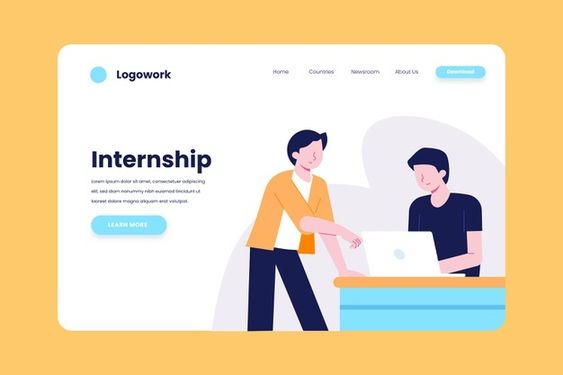 Logowork
Home Countries Newsroom About Us Download
Internship
Lorem ipsum dolor sit amet, consectetuer adipiscing
elit, sed diam nonummy nibh euismod tincidunt ut
laoreet dolore magna aliquam erat volutpat.
LEARN MORE